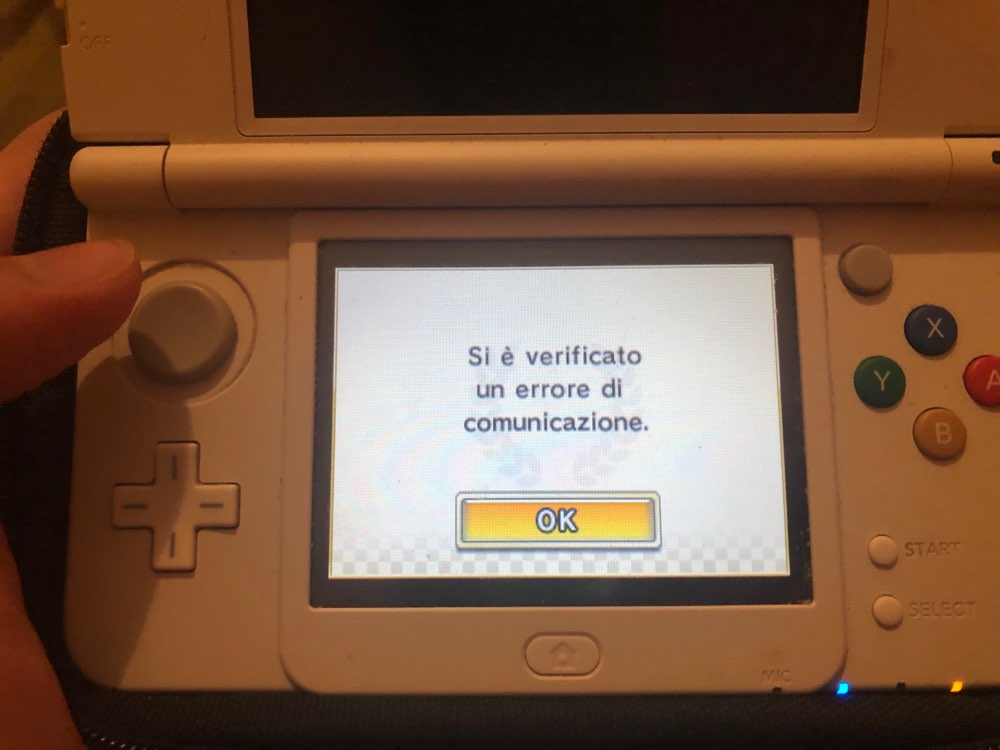 OFF
Si è verificato
un errore di
comunicazione.
OK
X
Y
A
B
START
SELECT
MIC